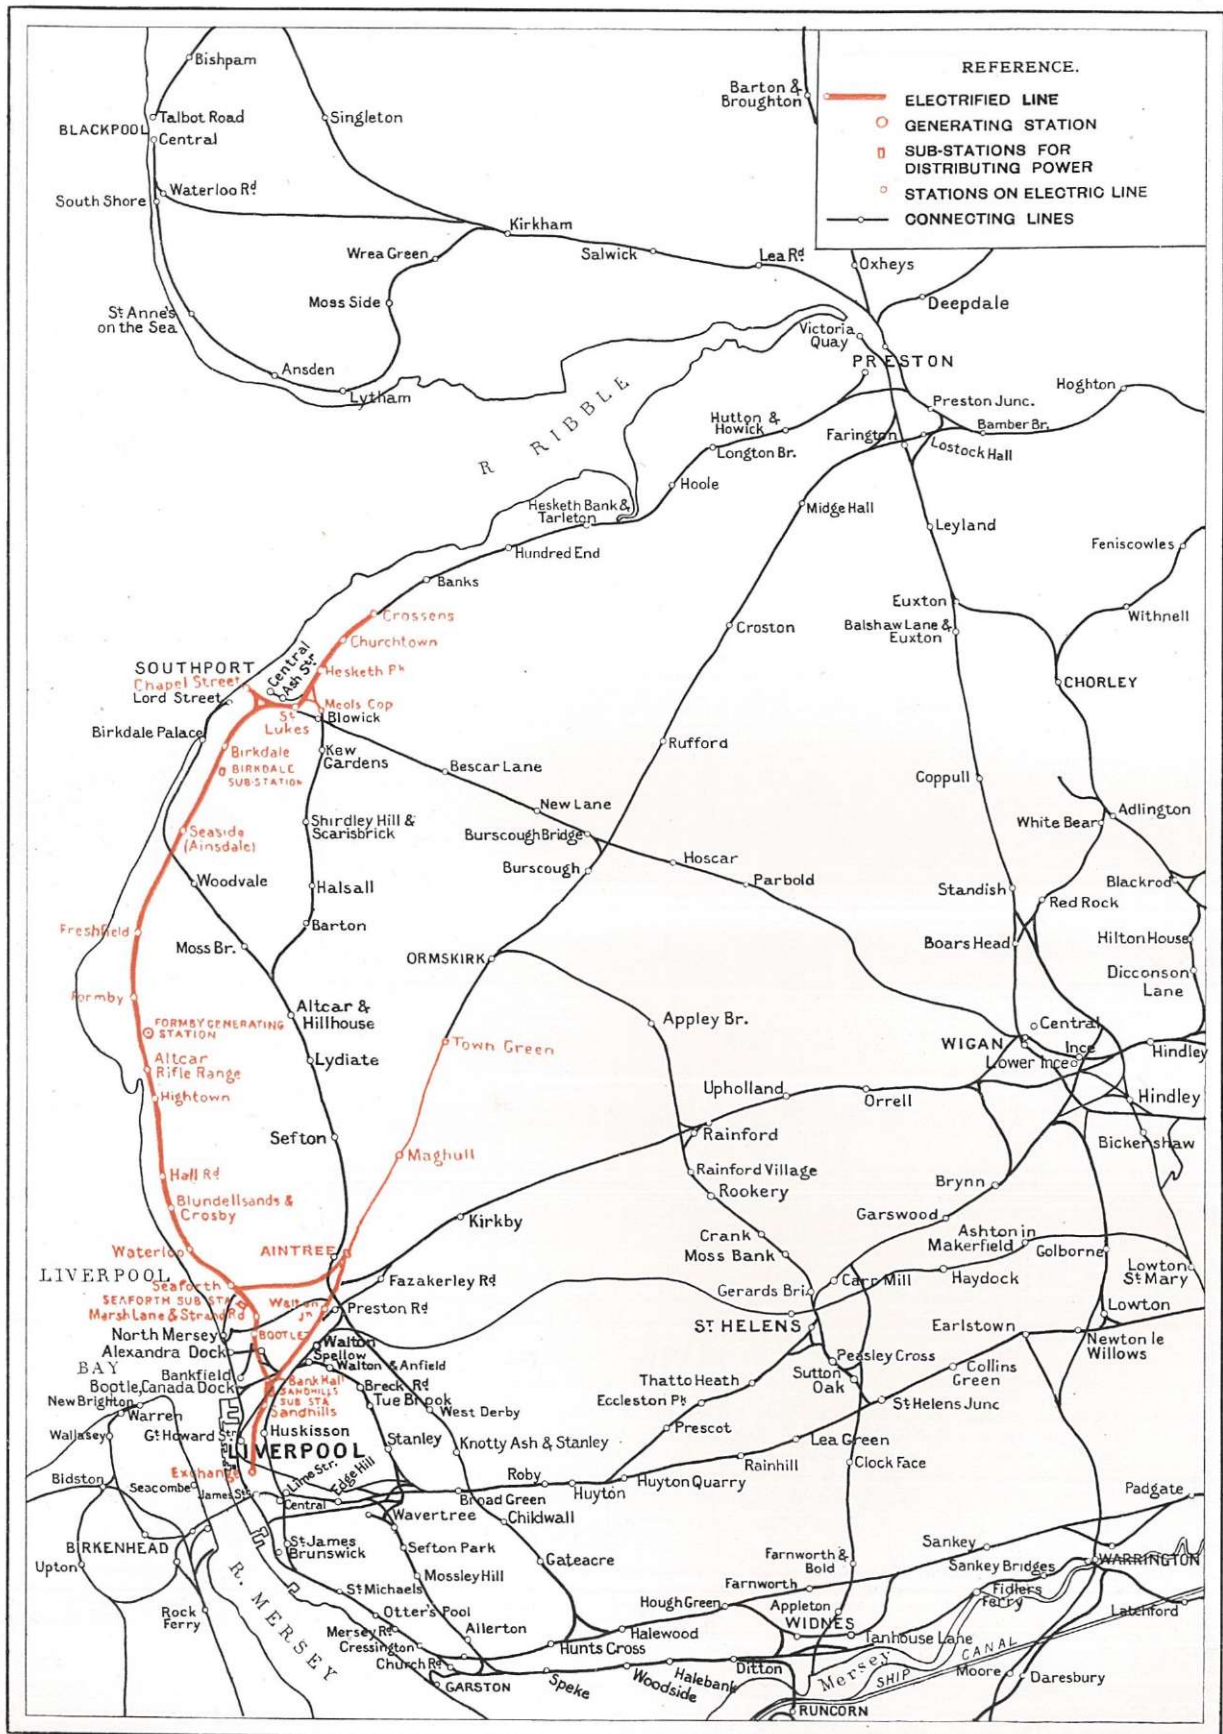 REFERENCE.
ELECTRIFIED LINE
GENERATING STATION
SUB-STATIONS FOR
DISTRIBUTING POWER
STATIONS ON ELECTRIC LINE
CONNECTING LINES
Bishpam
Talbot Road
BLACKPOOL
Central
Singleton
Barton &
Broughton
Waterloo Rd
South Shore
Kirkham
Wrea Green
Salwick
Lea Rd
Oxheys
Deepdale
Moss Side
St Anne's
on the Sea
Victoria
Quay
PRESTON
Ansden
Lytham
R RIBBLE
Hoghton
Preston Junc.
Bamber Br.
Hutton &
Howick
Farington
Lostock Hall
Longton Br.
Hoole
Midge Hall
Hesketh Bank &
Tarleton
Leyland
Hundred End
Feniscowles
Banks
Euxton
Withnell
Crossens
Balshaw Lane &
Euxton
Croston
Churchtown
Central
Ash Str.
Hesketh Pk
SOUTHPORT
Chapel Street
Lord Street
CHORLEY
Meols Cop
St
Lukes
Blowick
Birkdale Palace
Birkdale
BIRKDALE
SUB-STATION
Kew
Gardens
Rufford
Bescar Lane
Coppull
New Lane
Adlington
White Bear
Shirdley Hill &
Scarisbrick
Burscough Bridge
Seaside
(Ainsdale)
Hoscar
Burscough
Parbold
Woodvale
Halsall
Standish
Blackrod
Red Rock
Barton
Freshfield
Moss Br.
ORMSKIRK
Boars Head
Hilton House
Dicconson
Lane
Formby
Altcar &
Hillhouse
Appley Br.
FORMBY GENERATING
STATION
Town Green
Central
WIGAN
Ince
Lower Ince
Hindley
Altcar
Rifle Range
Lydiate
Hightown
Upholland
Orrell
Hindley
Sefton
Rainford
Bickershaw
Maghull
Hall Rd
Rainford Village
Brynn
Rookery
Blundellsands &
Crosby
Kirkby
Garswood
Crank
Ashton in
Makerfield
Waterloo
AINTREE
Moss Bank
Golborne
LIVERPOOL
BAY
Seaforth
Fazakerley Rd
Carr Mill
Haydock
Lowton
St Mary
SEAFORTH SUB STA
Gerards Bri.
Marsh Lane & Strand Rd
Walton
Jn
Preston Rd
ST HELENS
Lowton
North Mersey
BOOTLE
Earlstown
Newton le
Willows
Alexandra Dock
Walton
Spellow
Walton & Anfield
Peasley Cross
Collins
Green
Bankfield
Bank Hall
SANDHILLS
SUB STA
Sandhills
Bootle, Canada Dock
Breck Rd
Thatto Heath
Sutton
Oak
New Brighton
Warren
Tue Brook
West Derby
Eccleston Pk
St Helens Junc
Wallasey
Gt Howard Str
Huskisson
LIVERPOOL
Prescot
Lea Green
Stanley
Knotty Ash & Stanley
Exchange
Bidston
Seacombe
James St
Lime Str.
Edge Hill
Central
Broad Green
Roby
Huyton
Huyton Quarry
Rainhill
Clock Face
Padgate
Wavertree
Childwall
BIRKENHEAD
St James
Brunswick
Sefton Park
Gateacre
Farnworth &
Bold
Sankey
Sankey Bridges
WARRINGTON
Upton
Mossley Hill
St Michaels
Farnworth
Fidlers
Ferry
Rock
Ferry
R. MERSEY
Otter's Pool
Hough Green
Appleton
WIDNES
Latchford
Mersey Rd
Allerton
Halewood
Tanhouse Lane
Cressington
Hunts Cross
Church Rd
GARSTON
Speke
Woodside
Halebank
Ditton
Mersey
SHIP CANAL
Moore
Daresbury
RUNCORN